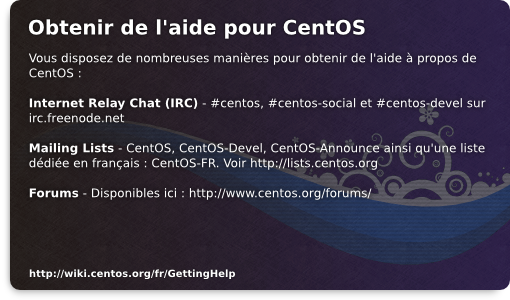 Obtenir de l'aide pour CentOS
Vous disposez de nombreuses manières pour obtenir de l'aide à propos de
CentOS :
Internet Relay Chat (IRC) - #centos, #centos-social et #centos-devel sur
irc.freenode.net
Mailing Lists - CentOS, CentOS-Devel, CentOS-Announce ainsi qu'une liste
dédiée en français : CentOS-FR. Voir http://lists.centos.org
Forums - Disponibles ici : http://www.centos.org/forums/
http://wiki.centos.org/fr/GettingHelp